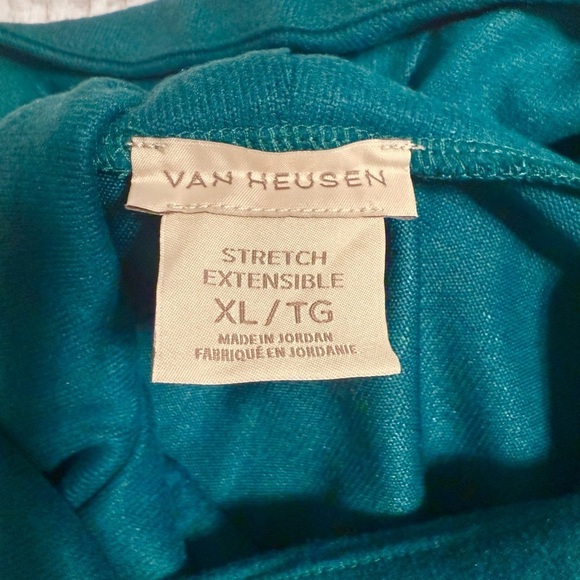 VAN HEUSEN
STRETCH
EXTENSIBLE
XL/TG
MADE IN JORDAN
FABRIQUÉ EN JORDANIE